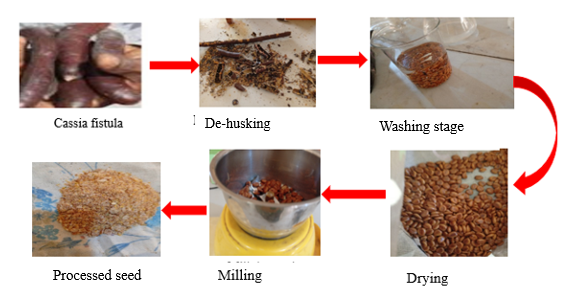 Cassia fistula
De-husking
Washing stage
Processed seed
Milling
Drying